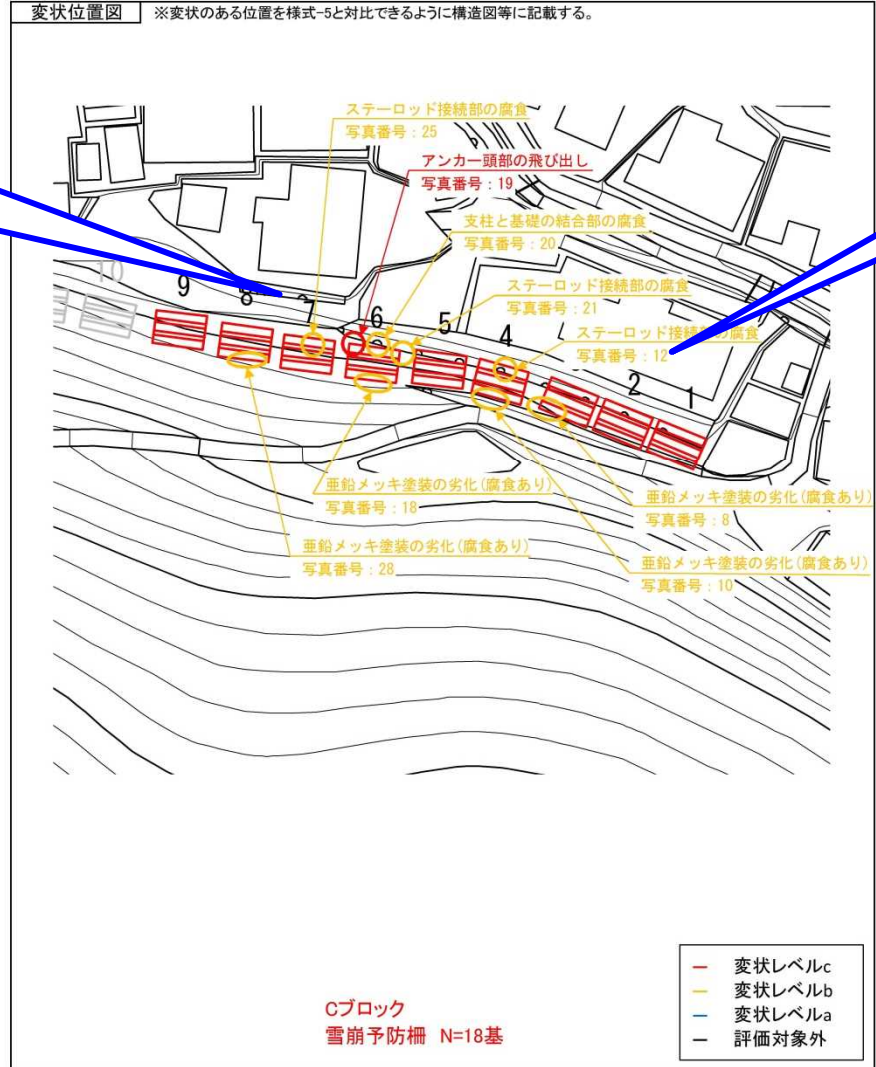 変状位置図 ※変状のある位置を様式-5と対比できるように構造図等に記載する。
ステーロッド接続部の腐食
写真番号：25
アンカー頭部の飛び出し
写真番号：19
支柱と基礎の結合部の腐食
写真番号：20
ステーロッド接続部の腐食
写真番号：21
ステーロッド接続部の腐食
写真番号：12
10
9
8
7
6
5
4
2
1
亜鉛メッキ塗装の劣化(腐食あり)
写真番号：18
亜鉛メッキ塗装の劣化(腐食あり)
写真番号：8
亜鉛メッキ塗装の劣化(腐食あり)
写真番号：28
亜鉛メッキ塗装の劣化(腐食あり)
写真番号：10
Cブロック
雪崩予防柵 N=18基
変状レベルc
変状レベルb
変状レベルa
評価対象外